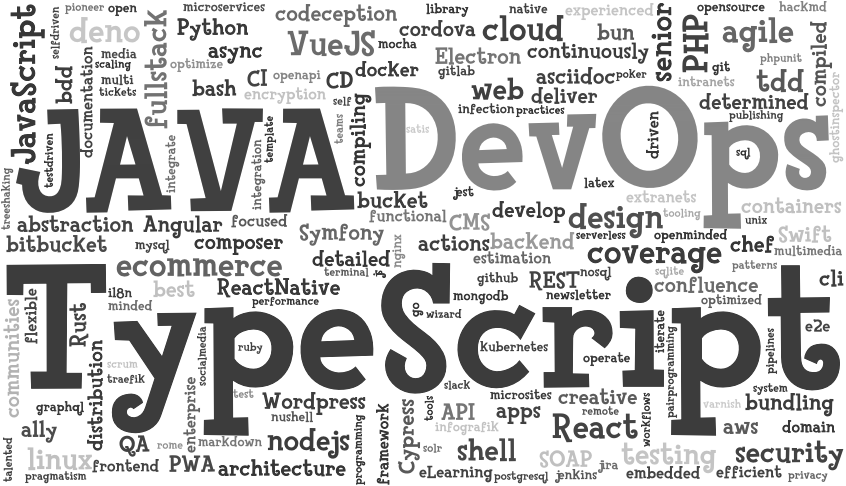 pioneer
open
microservices
codeception
library
native
experienced
opensource
hackmd
JavaScript
selfdriven
deno
fullstack
Python
VueJS
mocha
cordova
cloud
bun
senior
PHP
agile
compiled
bdd
documentation
media
scaling
optimize
async
Electron
continuously
git
phpunit
multi
tickets
bash
CI
openapi
CD
docker
gitlab
asciidoc
poker
intranets
tdd
encryption
self
web
deliver
determined
infection
practices
publishing
ghostinspector
JAVA
DevOps
testdriven
integrate
integration
template
teams
compiling
satis
driven
sql
treeshaking
jest
latex
extranets
tooling
containers
bucket
abstraction
Angular
focused
functional
CMS
develop
design
unix
bitbucket
mysql
composer
Symfony
nginx
actions
backend
serverless
openminded
chef
Swift
multimedia
ecommerce
detailed
terminal
estimation
coverage
patterns
flexible
i18n
best
ReactNative
github
REST
nosql
sqlite
confluence
cli
minded
performance
go
wizard
mongodb
newsletter
optimized
TypeScript
communities
Rust
socialmedia
ruby
Kubernetes
operate
iterate
pairprogramming
pipelines
e2e
scrum
traefik
distribution
enterprise
test
slack
system
graphql
Wordpress
nushell
programming
framework
Cypress
tools
API
microsites
apps
creative
remote
workflows
varnish
bundling
ally
QA
rome
markdown
nodejs
infografik
React
aws
domain
talented
linux
pragmatism
frontend
PWA
architecture
solr
eLearning
shell
postgresql
SOAP
jenkins
jira
testing
embedded
efficient
security
privacy